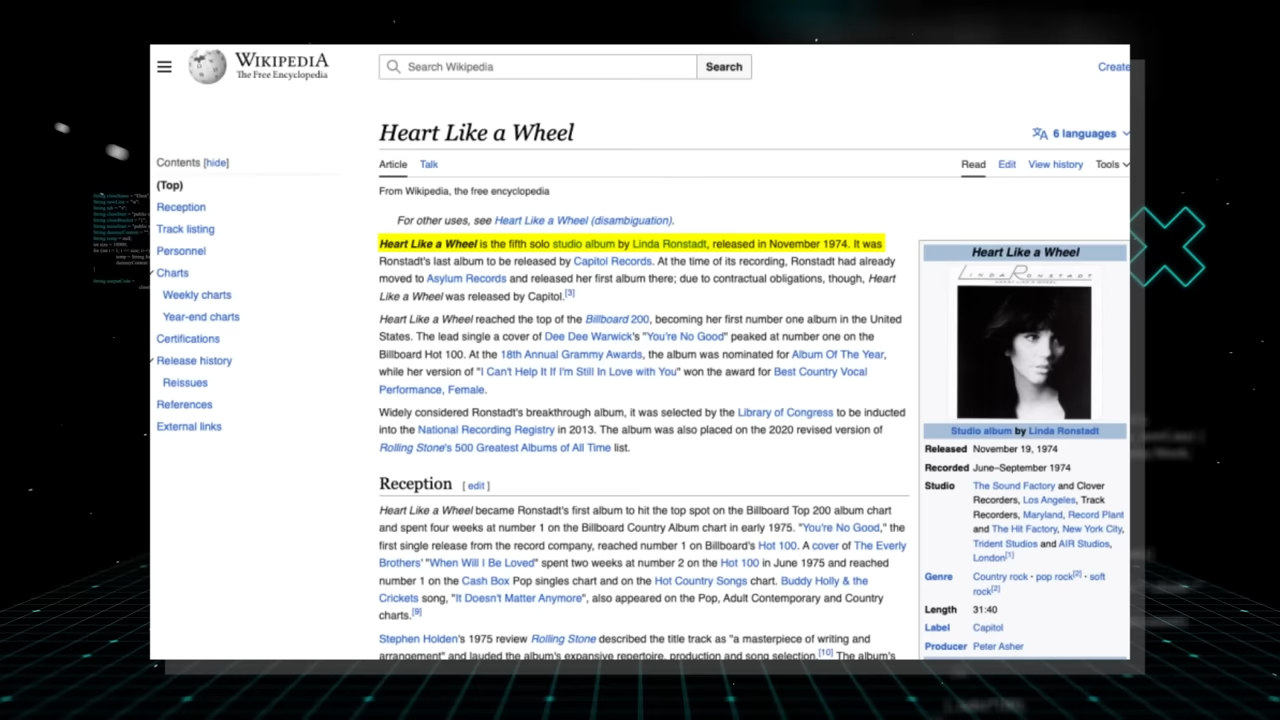 WIKIPEDIA
The Free Encyclopedia
Search Wikipedia
Search
Create
Heart Like a Wheel
6 languages
Contents [hide]
(Top)
Reception
Track listing
Personnel
Charts
Weekly charts
Year-end charts
Certifications
Release history
Reissues
References
External links
Article Talk
Read Edit View history Tools
From Wikipedia, the free encyclopedia
For other uses, see Heart Like a Wheel (disambiguation).
Heart Like a Wheel is the fifth solo studio album by Linda Ronstadt, released in November 1974. It was
Ronstadt's last album to be released by Capitol Records. At the time of its recording, Ronstadt had already
moved to Asylum Records and released her first album there; due to contractual obligations, though, Heart
Like a Wheel was released by Capitol.[3]
Heart Like a Wheel reached the top of the Billboard 200, becoming her first number one album in the United
States. The lead single a cover of Dee Dee Warwick's "You're No Good" peaked at number one on the
Billboard Hot 100. At the 18th Annual Grammy Awards, the album was nominated for Album Of The Year,
while her version of "I Can't Help It If I'm Still In Love with You" won the award for Best Country Vocal
Performance, Female.
Widely considered Ronstadt's breakthrough album, it was selected by the Library of Congress to be inducted
into the National Recording Registry in 2013. The album was also placed on the 2020 revised version of
Rolling Stone's 500 Greatest Albums of All Time list.
Reception [ edit ]
Heart Like a Wheel became Ronstadt's first album to hit the top spot on the Billboard Top 200 album chart
and spent four weeks at number 1 on the Billboard Country Album chart in early 1975. "You're No Good," the
first single release from the record company, reached number 1 on Billboard's Hot 100. A cover of The Everly
Brothers' "When Will I Be Loved" spent two weeks at number 2 on the Hot 100 in June 1975 and reached
number 1 on the Cash Box Pop singles chart and on the Hot Country Songs chart. Buddy Holly & the
Crickets song, "It Doesn't Matter Anymore", also appeared on the Pop, Adult Contemporary and Country
charts.[9]
Stephen Holden's 1975 review Rolling Stone described the title track as "a masterpiece of writing and
arrangement" and lauded the album's expansive repertoire, production and song selection.[10] The album's
Heart Like a Wheel
LINDA RONSTADT
HEART LIKE A WHEEL
Studio album by Linda Ronstadt
Released November 19, 1974
Recorded June–September 1974
Studio The Sound Factory and Clover
Recorders, Los Angeles, Track
Recorders, Maryland, Record Plant
and The Hit Factory, New York City,
Trident Studios and AIR Studios,
London[1]
Genre Country rock · pop rock[2] · soft
rock[2]
Length 31:40
Label Capitol
Producer Peter Asher